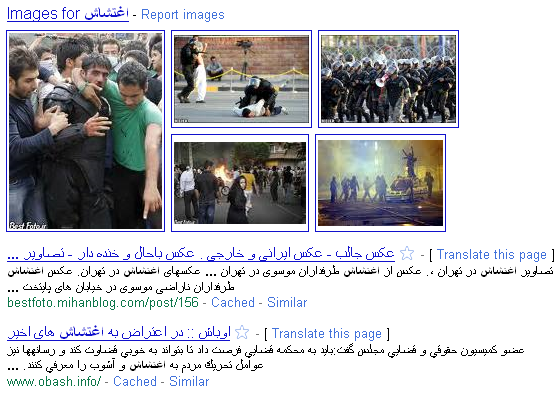 Images for اغتشاش - Report images
Best Foto.ir
عکس جالب - عکس ایرانی و خارجی . عکس باحال و خنده دار - تصاویر ... - [ Translate this page ]
تصاویر اغتشاش در تهران ،. عکس از اغتشاش طرفداران موسوی در تهران ... عکسهای اغتشاش در تهران. عکس اغتشاش
طرفداران ناراضی موسوی در خیابان های پایتخت ...
bestfoto.mihanblog.com/post/156 - Cached - Similar
اوباش :: در اعتراض به اغتشاش های اخیر - [ Translate this page ]
عضو کمیسیون حقوقی و قضایی مجلس گفت:باید به محکمه قضایی فرصت داد تا بتواند به خوبی قضاوت کند و رسانهها نیز
عوامل تحریک مردم به اغتشاش و آشوب را معرفی کنند. ...
www.obash.info/ - Cached - Similar